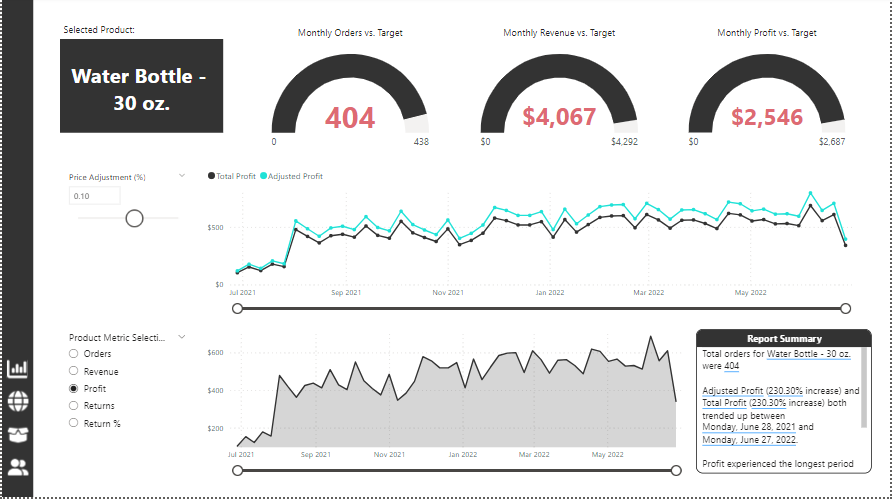 Selected Product:
Water Bottle -
30 oz.
Monthly Orders vs. Target
404
0
438
Monthly Revenue vs. Target
$4,067
$0
$4,292
Monthly Profit vs. Target
$2,546
$0
$2,687
Price Adjustment (%)
0.10
Total Profit Adjusted Profit
$500
$0
Jul 2021 Sep 2021 Nov 2021 Jan 2022 Mar 2022 May 2022
Product Metric Selecti...
Orders
Revenue
Profit
Returns
Return %
$600
$400
$200
Jul 2021 Sep 2021 Nov 2021 Jan 2022 Mar 2022 May 2022
Report Summary
Total orders for Water Bottle - 30 oz.
were 404
Adjusted Profit (230.30% increase) and
Total Profit (230.30% increase) both
trended up between
Monday, June 28, 2021 and
Monday, June 27, 2022.
Profit experienced the longest period